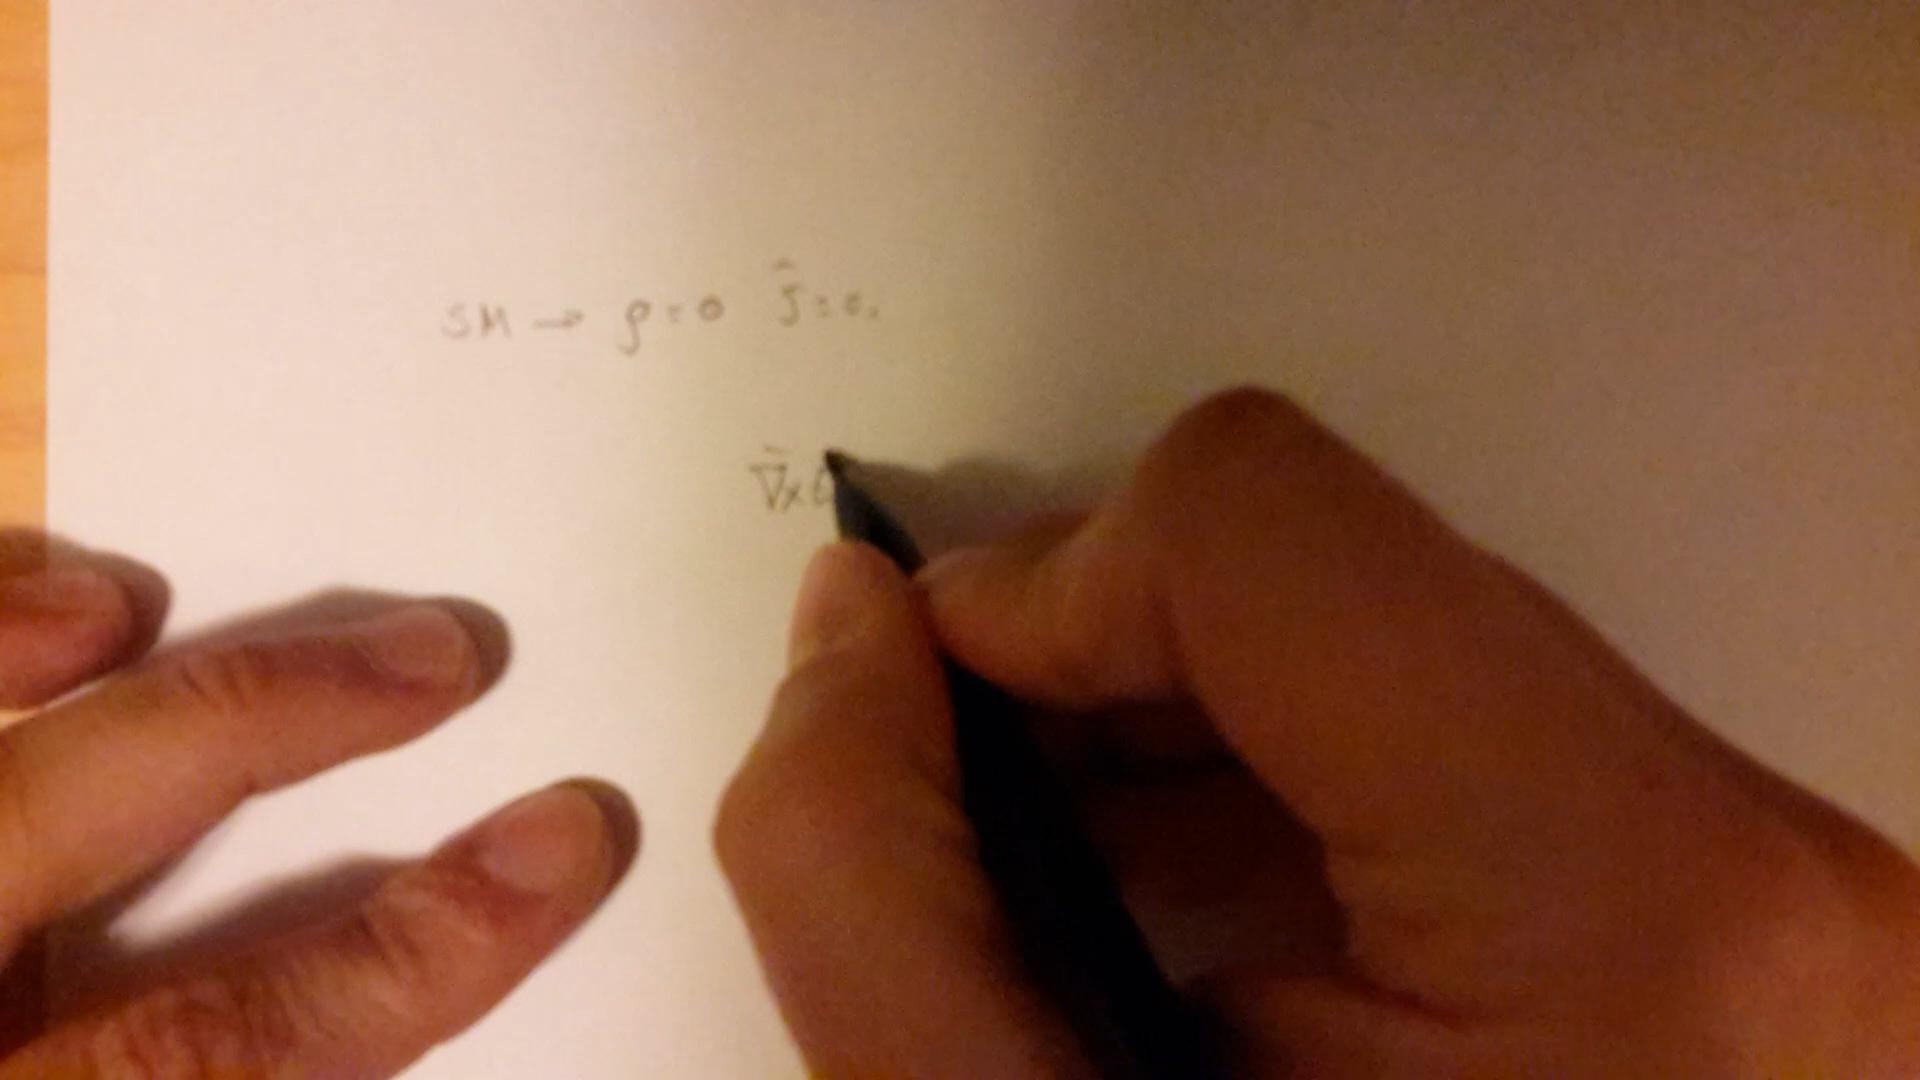 SM → ρ = 0 J̄ = 0.
∇̄x